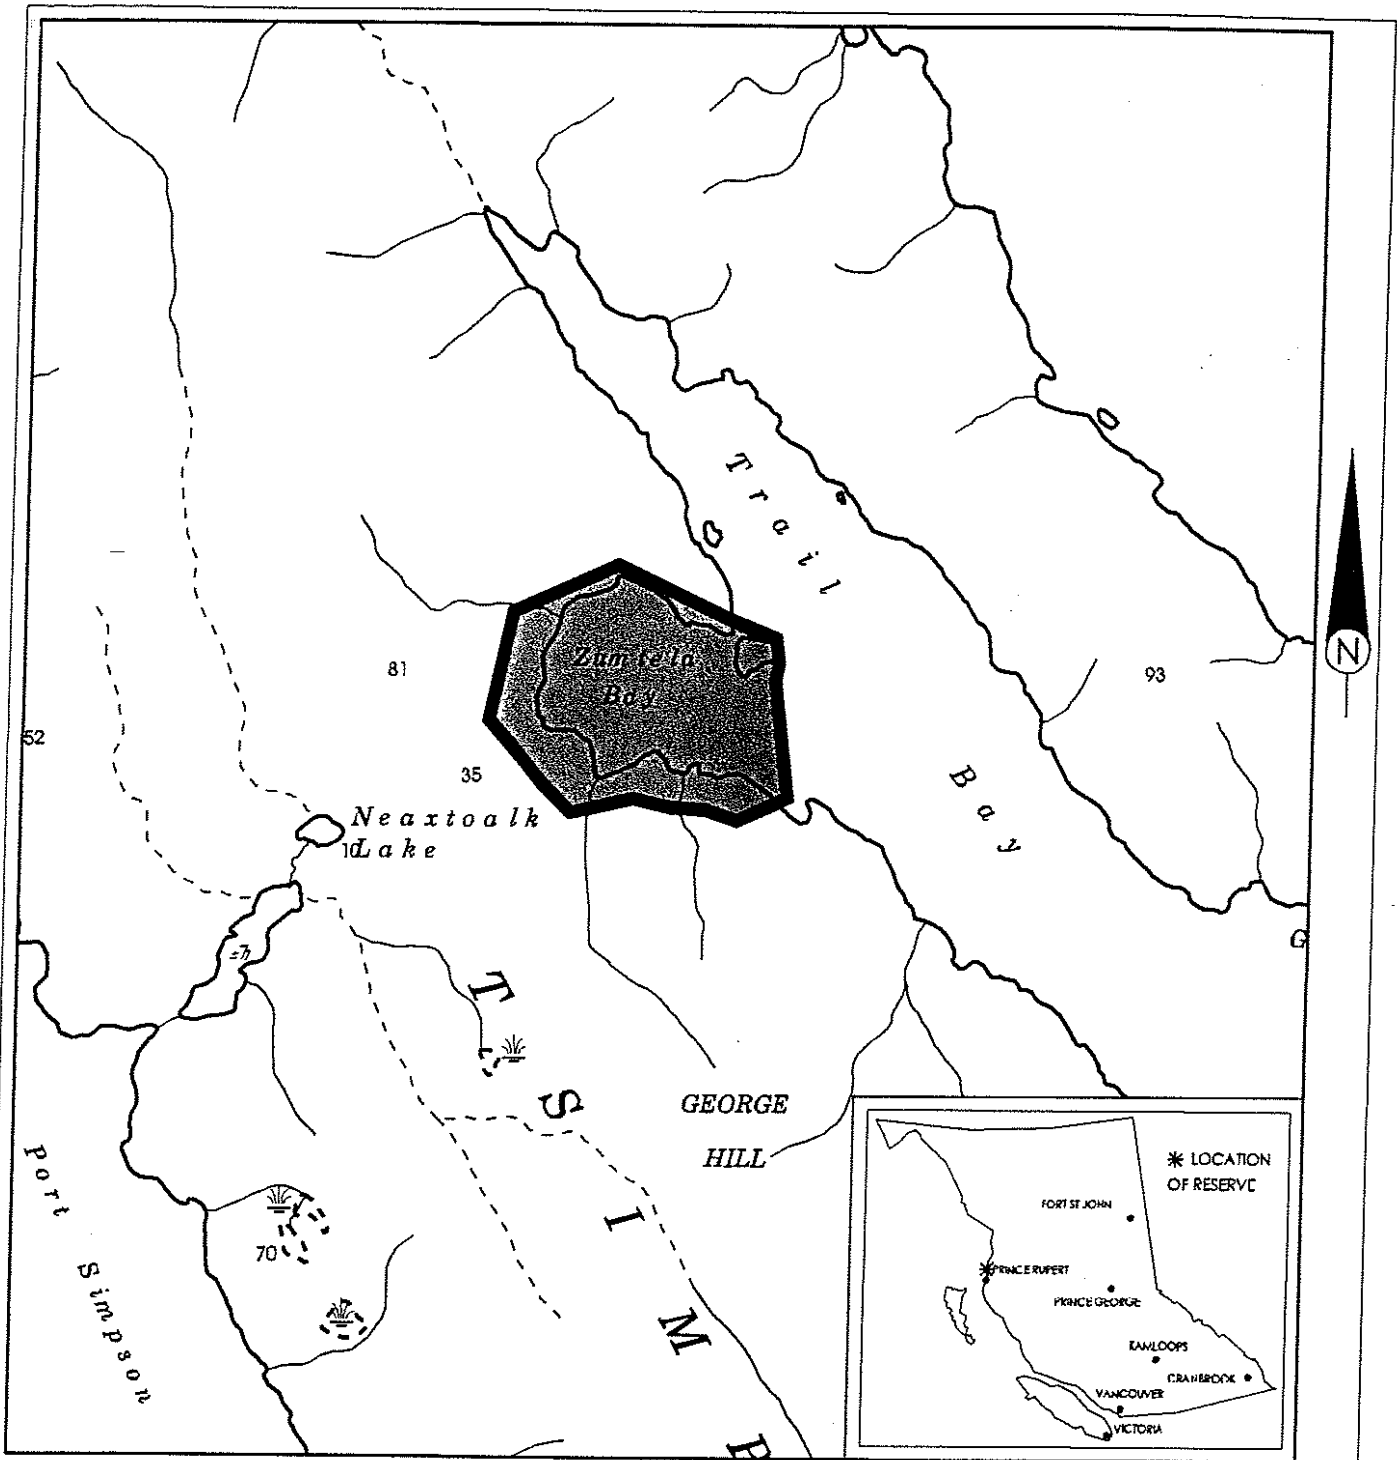 Trail
Zumtela
Bay
81
93
52
35
Bay
Neaxtoalk
10 Lake
G
T
S
I
M
P
GEORGE
HILL
Port
Simpson
70
N
✳ LOCATION
OF RESERVE
FORT ST JOHN
PRINCE RUPERT
PRINCE GEORGE
KAMLOOPS
CRANBROOK
VANCOUVER
VICTORIA